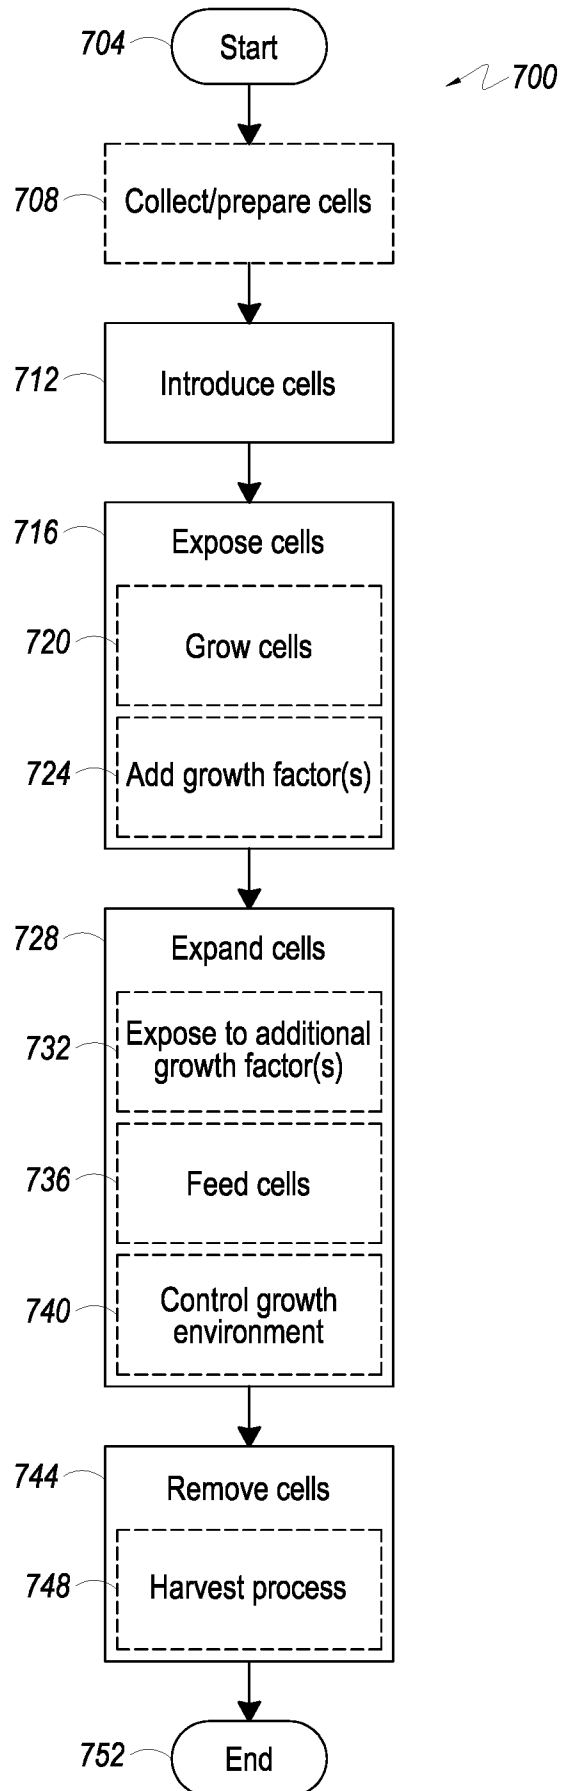 704
Start
700
708
Collect/prepare cells
712
Introduce cells
716
Expose cells
720
Grow cells
724
Add growth factor(s)
728
Expand cells
732
Expose to additional
growth factor(s)
736
Feed cells
740
Control growth
environment
744
Remove cells
748
Harvest process
752
End